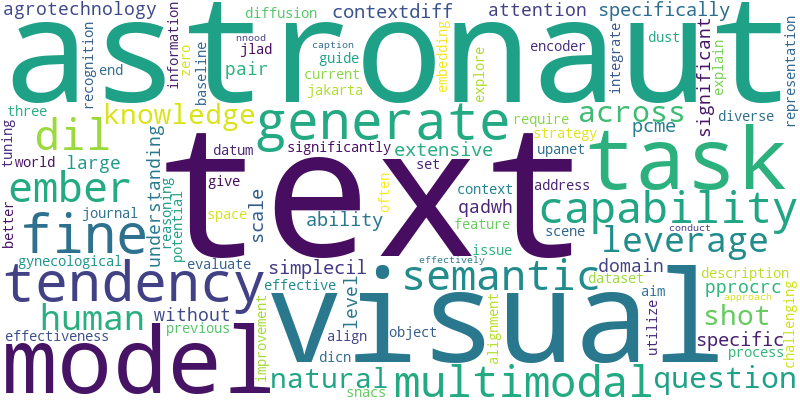 agrotechnology
diffusion
contextdiff
attention
specifically
astronaut
recognition
end
information
zero
baseline
nnood
jlad
pair
caption
guide
current
jakarta
encoder
embedding
explore
integrate
dust
significant
explain
diverse
representation
three
knowledge
generate
require
strategy
across
pcme
tuning
world
large
dil
understanding
datum
significantly
extensive
upanet
task
text
set
ember
reasoning
potential
give
often
context
address
capability
better
journal
fine
space
scale
ability
qadwh
feature
scene
conduct
leverage
gynecological
evaluate
effectively
issue
tendency
simplecil
semantic
domain
dataset
description
effective
level
visual
aim
pprocrc
approach
human
without
alignment
utilize
shot
challenging
effectiveness
previous
improvement
align
object
specific
process
model
dicn
natural
snacs
multimodal
question